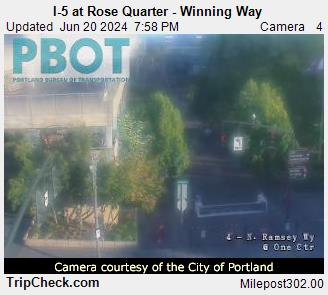 I-5 at Rose Quarter - Winning Way
Updated Jun 20 2024 7:58 PM Camera 4
PBOT
PORTLAND BUREAU OF TRANSPORTATION
4 - N. Ramsey Wy
@ One Ctr
Camera courtesy of the City of Portland
TripCheck.com Milepost302.00